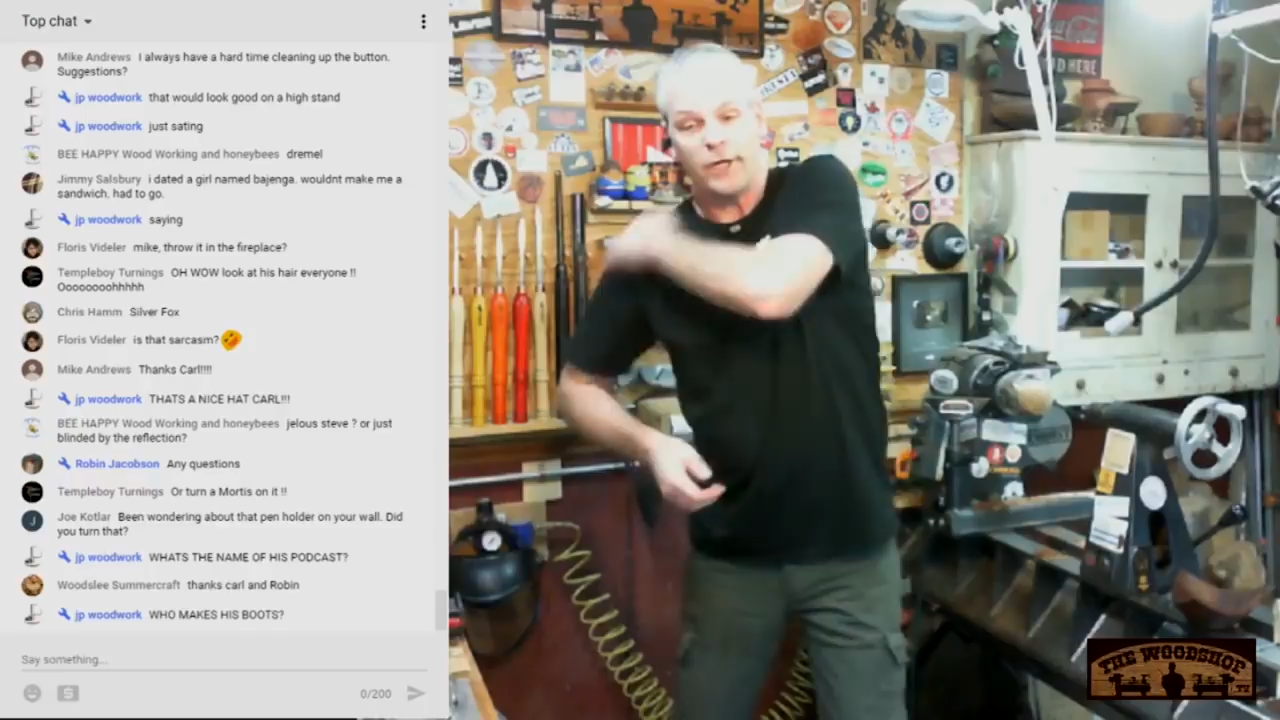 Top chat
Mike Andrews I always have a hard time cleaning up the button.
Suggestions?
jp woodwork that would look good on a high stand
jp woodwork just sating
BEE HAPPY Wood Working and honeybees dremel
Jimmy Salsbury i dated a girl named bajenga. wouldnt make me a
sandwich. had to go.
jp woodwork saying
Floris Videler mike, throw it in the fireplace?
Templeboy Turnings OH WOW look at his hair everyone !!
Oooooooohhhhh
Chris Hamm Silver Fox
Floris Videler is that sarcasm?
Mike Andrews Thanks Carl!!!!
jp woodwork THATS A NICE HAT CARL!!!
BEE HAPPY Wood Working and honeybees jelous steve ? or just
blinded by the reflection?
Robin Jacobson Any questions
Templeboy Turnings Or turn a Mortis on it !!
Joe Kotlar Been wondering about that pen holder on your wall. Did
you turn that?
jp woodwork WHATS THE NAME OF HIS PODCAST?
Woodslee Summercraft thanks carl and Robin
jp woodwork WHO MAKES HIS BOOTS?
Say something...
0/200
J
Coca-Cola
HERE
THE WOODSHOP
.TV